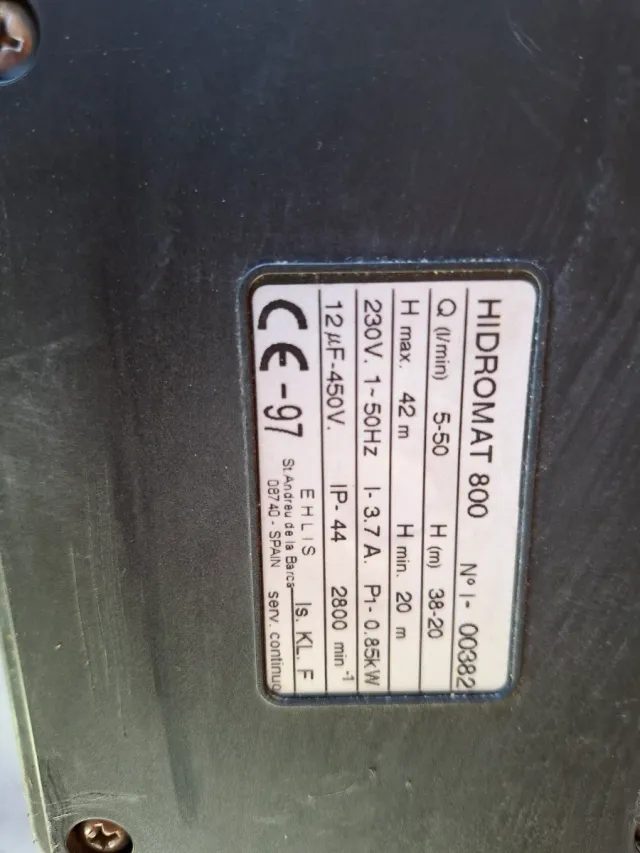 HIDROMAT 800 Nº I- 00382
Q (l/min) 5-50 H (m) 38-20
H max. 42 m H min. 20 m
230V. 1~50Hz I- 3.7 A. P1- 0.85kW
12 µF-450V. IP- 44 2800 min -1
CE-97 EHLIS Is. KL. F
St. Andreu de la Barca
08740 - SPAIN serv. continuo